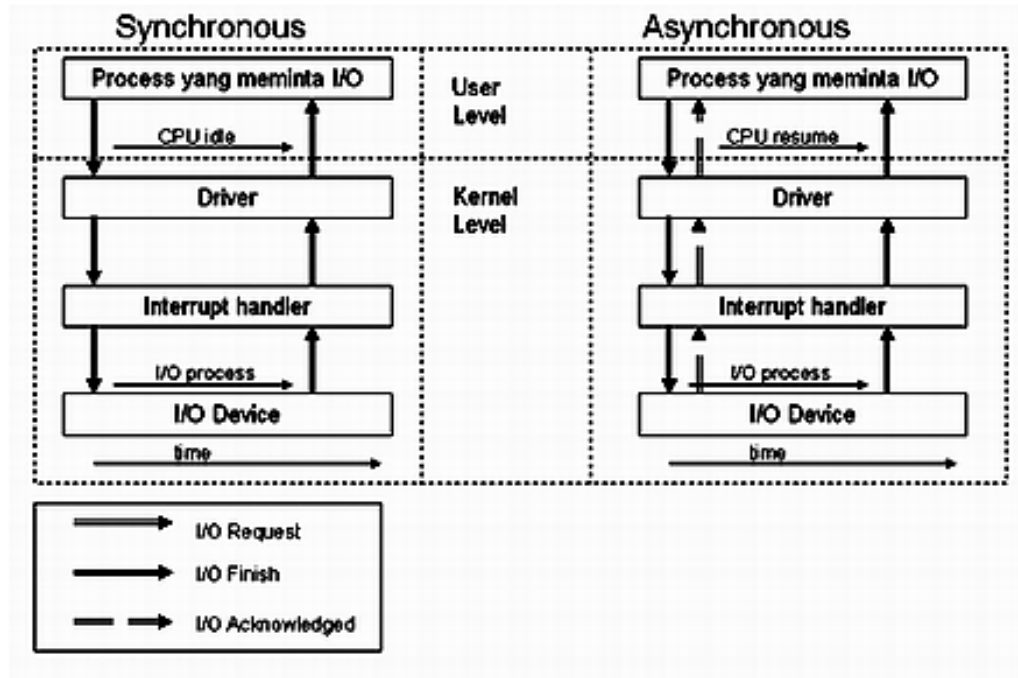 Synchronous
Asynchronous
Process yang meminta I/O
User
Level
Process yang meminta I/O
CPU idle
CPU resume
Driver
Kernel
Level
Driver
Interrupt handler
Interrupt handler
I/O process
I/O process
I/O Device
I/O Device
time
time
I/O Request
I/O Finish
I/O Acknowledged